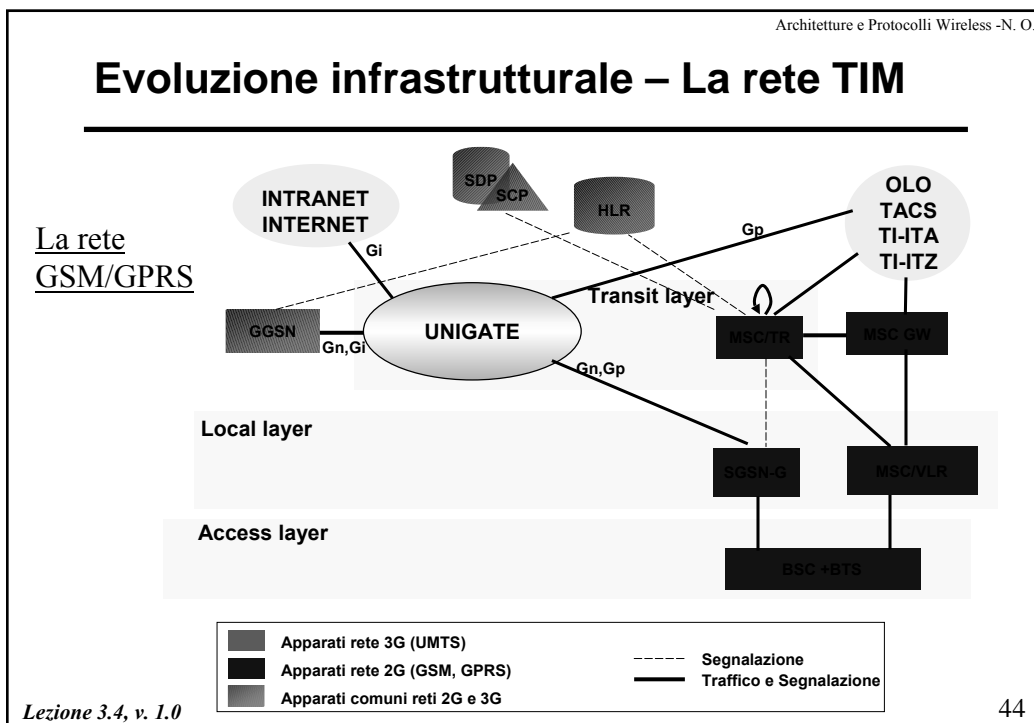 Architetture e Protocolli Wireless -N. O.
Evoluzione infrastrutturale – La rete TIM
La rete
GSM/GPRS
INTRANET
INTERNET
SDP
SCP
HLR
OLO
TACS
TI-ITA
TI-ITZ
Gi
Gp
Transit layer
GGSN
UNIGATE
MSC/TR
MSC GW
Gn,Gi
Gn,Gp
Local layer
SGSN-G
MSC/VLR
Access layer
BSC +BTS
Apparati rete 3G (UMTS)
Apparati rete 2G (GSM, GPRS)
Apparati comuni reti 2G e 3G
Segnalazione
Traffico e Segnalazione
Lezione 3.4, v. 1.0
44